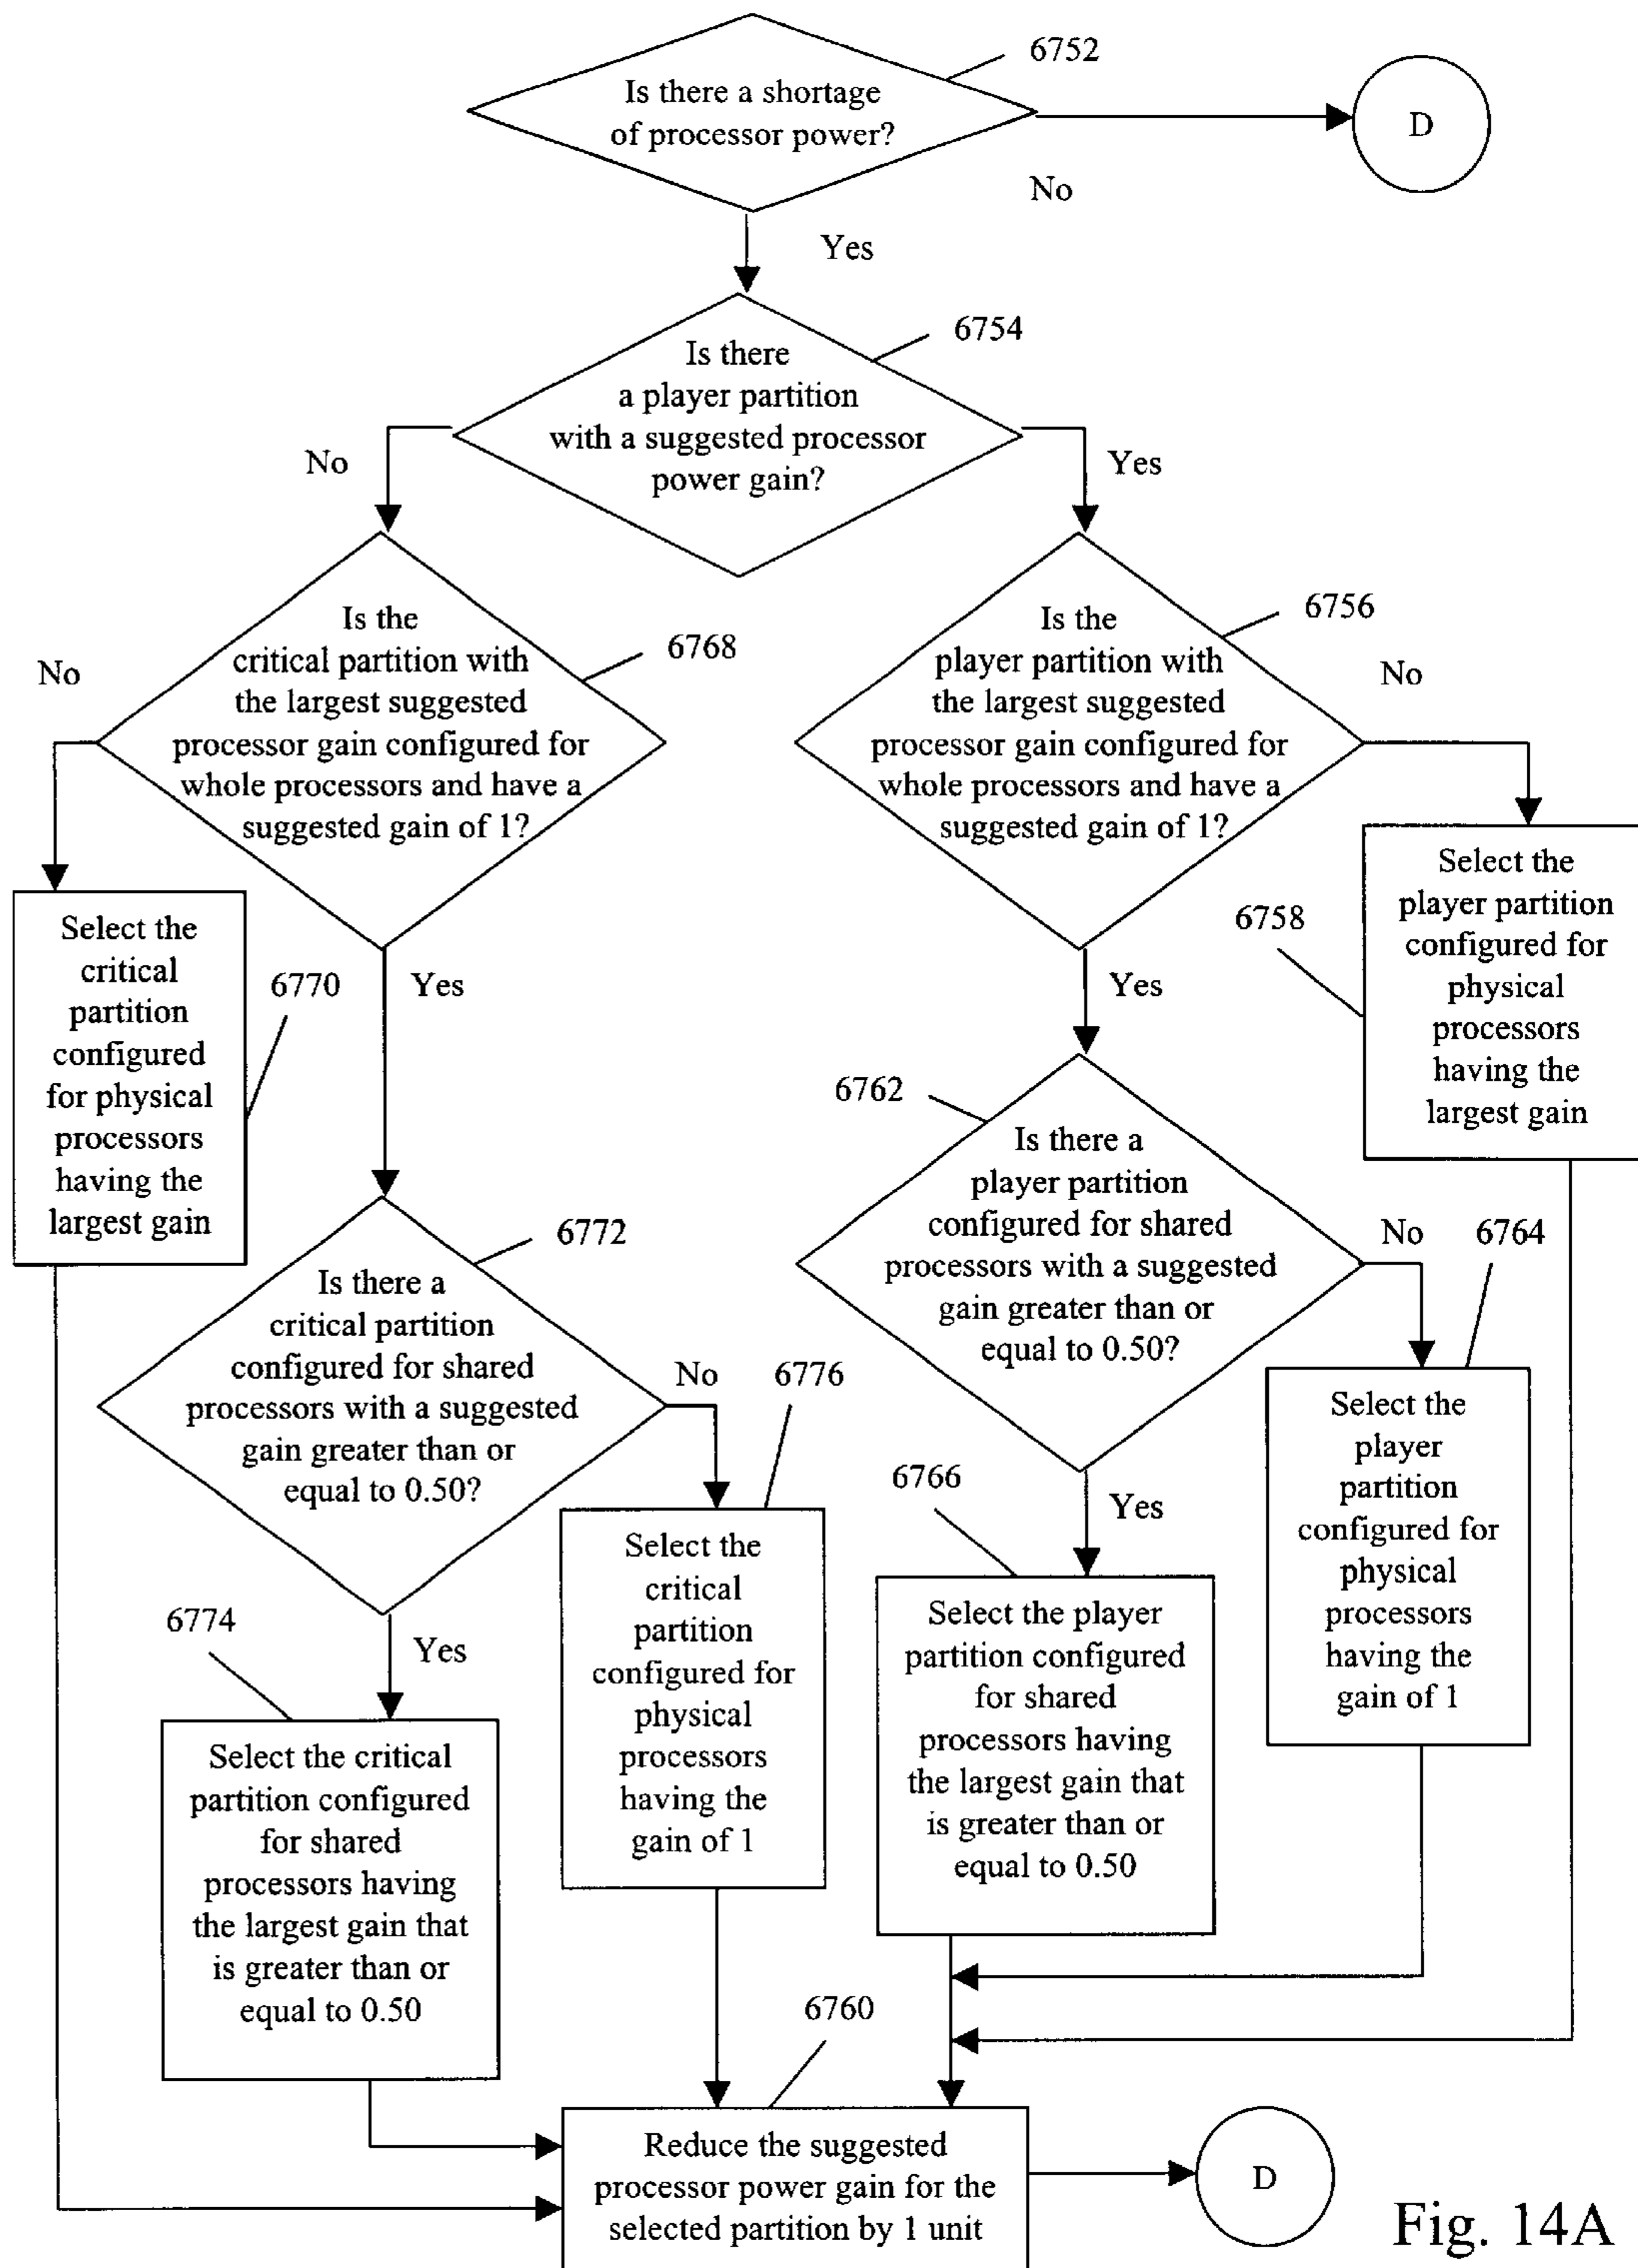 6752
Is there a shortage
of processor power?
D
No
Yes
6754
Is there
a player partition
with a suggested processor
power gain?
No
Yes
6768
Is the
critical partition with
the largest suggested
processor gain configured for
whole processors and have a
suggested gain of 1?
No
6756
Is the
player partition with
the largest suggested
processor gain configured for
whole processors and have a
suggested gain of 1?
No
Select the
critical
partition
configured
for physical
processors
having the
largest gain
6770
Yes
Yes
6758
Select the
player partition
configured for
physical
processors
having the
largest gain
6762
Is there a
player partition
configured for shared
processors with a suggested
gain greater than or
equal to 0.50?
No
6764
6772
Is there a
critical partition
configured for shared
processors with a suggested
gain greater than or
equal to 0.50?
No
6776
Select the
player
partition
configured for
physical
processors
having the
gain of 1
6766
Yes
Select the
critical
partition
configured for
physical
processors
having the
gain of 1
Select the player
partition configured
for shared
processors having
the largest gain that
is greater than or
equal to 0.50
6774
Yes
Select the critical
partition configured
for shared
processors having
the largest gain that
is greater than or
equal to 0.50
6760
Reduce the suggested
processor power gain for the
selected partition by 1 unit
D
Fig. 14A